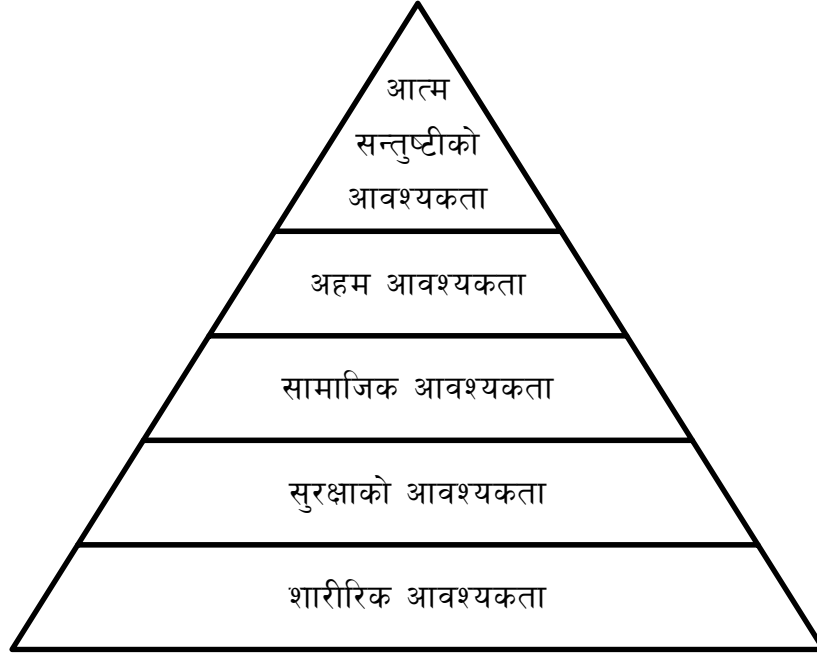 आत्म
सन्तुष्टीको
आवश्यकता
अहम आवश्यकता
सामाजिक आवश्यकता
सुरक्षाको आवश्यकता
शारीरिक आवश्यकता